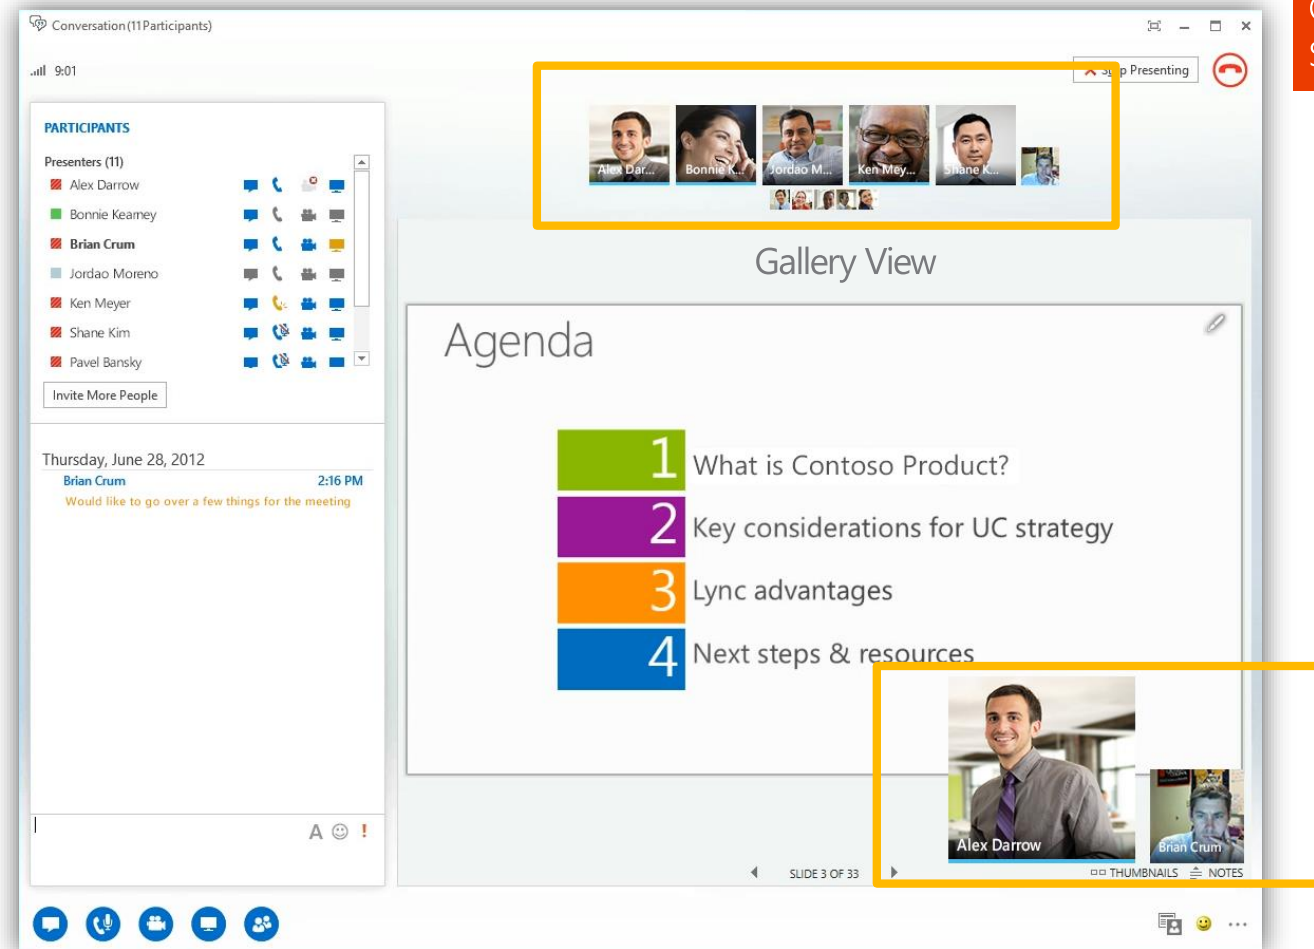 Conversation (11 Participants)
9:01
Stop Presenting
PARTICIPANTS
Presenters (11)
Alex Darrow
Bonnie Kearney
Brian Crum
Jordao Moreno
Ken Meyer
Shane Kim
Pavel Bansky
Invite More People
Thursday, June 28, 2012
Brian Crum 2:16 PM
Would like to go over a few things for the meeting
A !
Alex Dar... Bonnie K... Jordao M... Ken Mey... Shane K...
Gallery View
Agenda
1 What is Contoso Product?
2 Key considerations for UC strategy
3 Lync advantages
4 Next steps & resources
Alex Darrow
Brian Crum
SLIDE 3 OF 33
THUMBNAILS NOTES